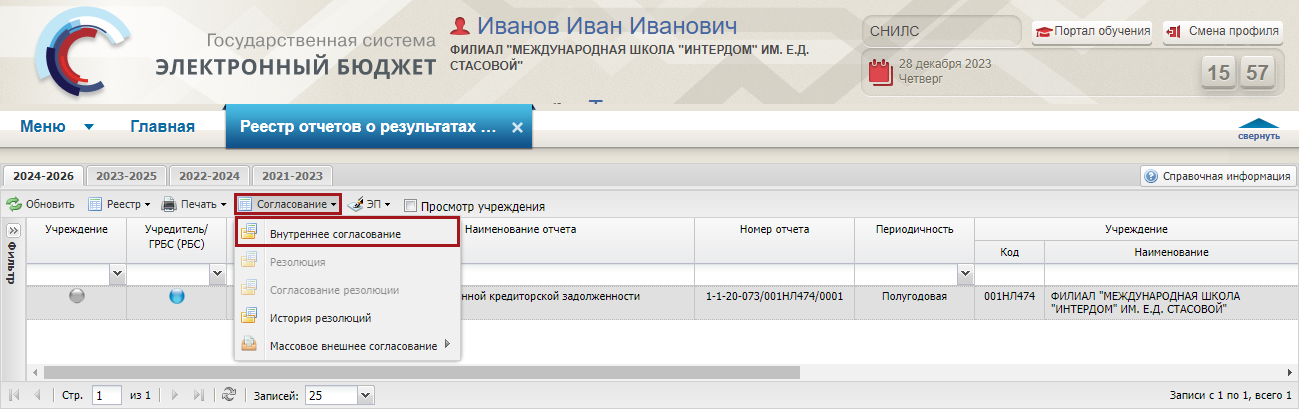 Государственная система
ЭЛЕКТРОННЫЙ БЮДЖЕТ
Иванов Иван Иванович
ФИЛИАЛ "МЕЖДУНАРОДНАЯ ШКОЛА "ИНТЕРДОМ" ИМ. Е.Д.
СТАСОВОЙ"
СНИЛС
Портал обучения
Смена профиля
28 декабря 2023
Четверг
15 57
Меню
Главная
Реестр отчетов о результатах ...
свернуть
2024-2026
2023-2025
2022-2024
2021-2023
Справочная информация
Обновить
Реестр
Печать
Согласование
ЭП
Просмотр учреждения
Фильтр
Учреждение
Учредитель/
ГРБС (РБС)
Наименование отчета
Номер отчета
Периодичность
Учреждение
Код
Наименование
Внутреннее согласование
Резолюция
Согласование резолюции
История резолюций
Массовое внешнее согласование
нной кредиторской задолженности
1-1-20-073/001НЛ474/0001
Полугодовая
001НЛ474
ФИЛИАЛ "МЕЖДУНАРОДНАЯ ШКОЛА
"ИНТЕРДОМ" ИМ. Е.Д. СТАСОВОЙ"
Стр. 1 из 1
Записей: 25
Записи с 1 по 1, всего 1